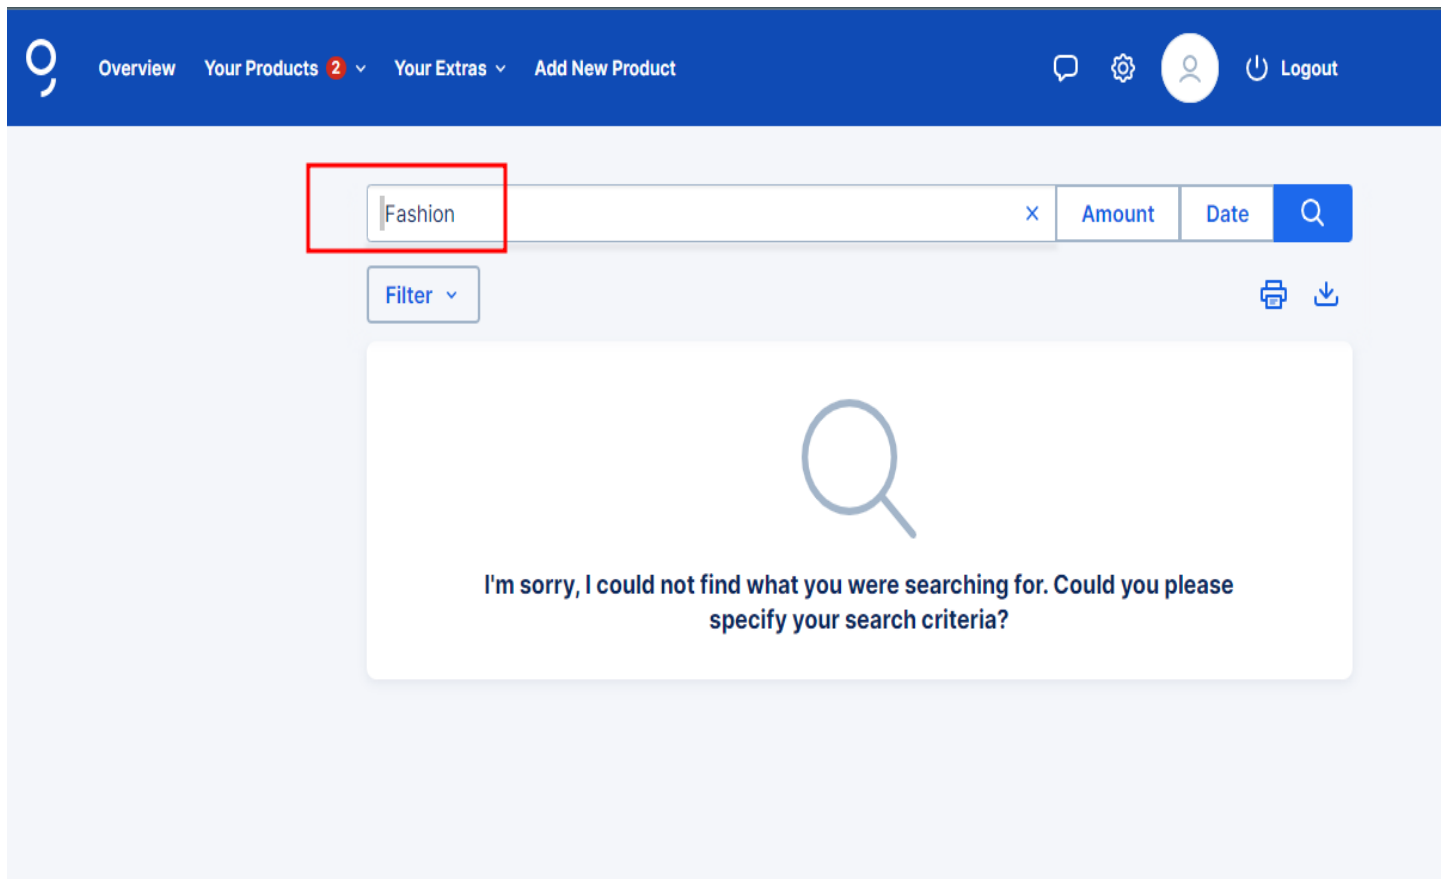 Overview Your Products 2 Your Extras Add New Product Logout
Fashion Amount Date
Filter
I'm sorry, I could not find what you were searching for. Could you please
specify your search criteria?